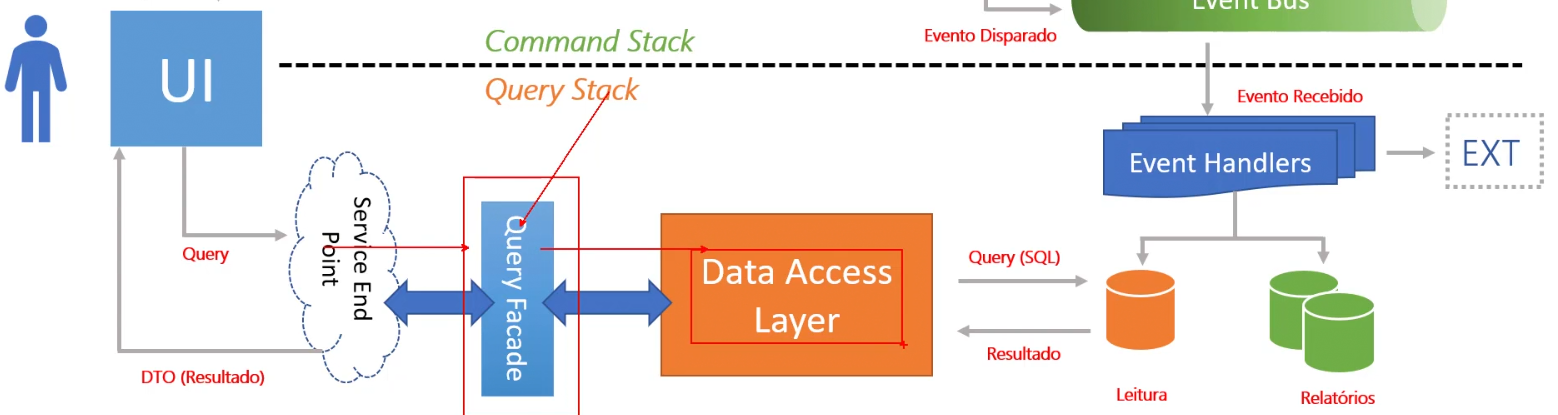 Event Bus
Evento Disparado
Command Stack
UI
Query Stack
Evento Recebido
Event Handlers
EXT
Service End
Point
Query Facade
Query
Data Access
Layer
Query (SQL)
Resultado
DTO (Resultado)
Leitura
Relatórios